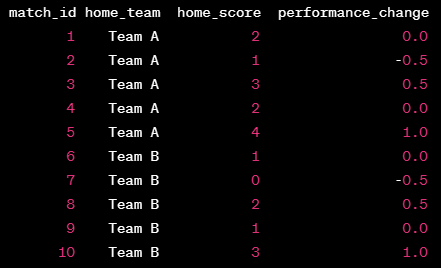 match_id home_team home_score performance_change
1 Team A 2 0.0
2 Team A 1 -0.5
3 Team A 3 0.5
4 Team A 2 0.0
5 Team A 4 1.0
6 Team B 1 0.0
7 Team B 0 -0.5
8 Team B 2 0.5
9 Team B 1 0.0
10 Team B 3 1.0